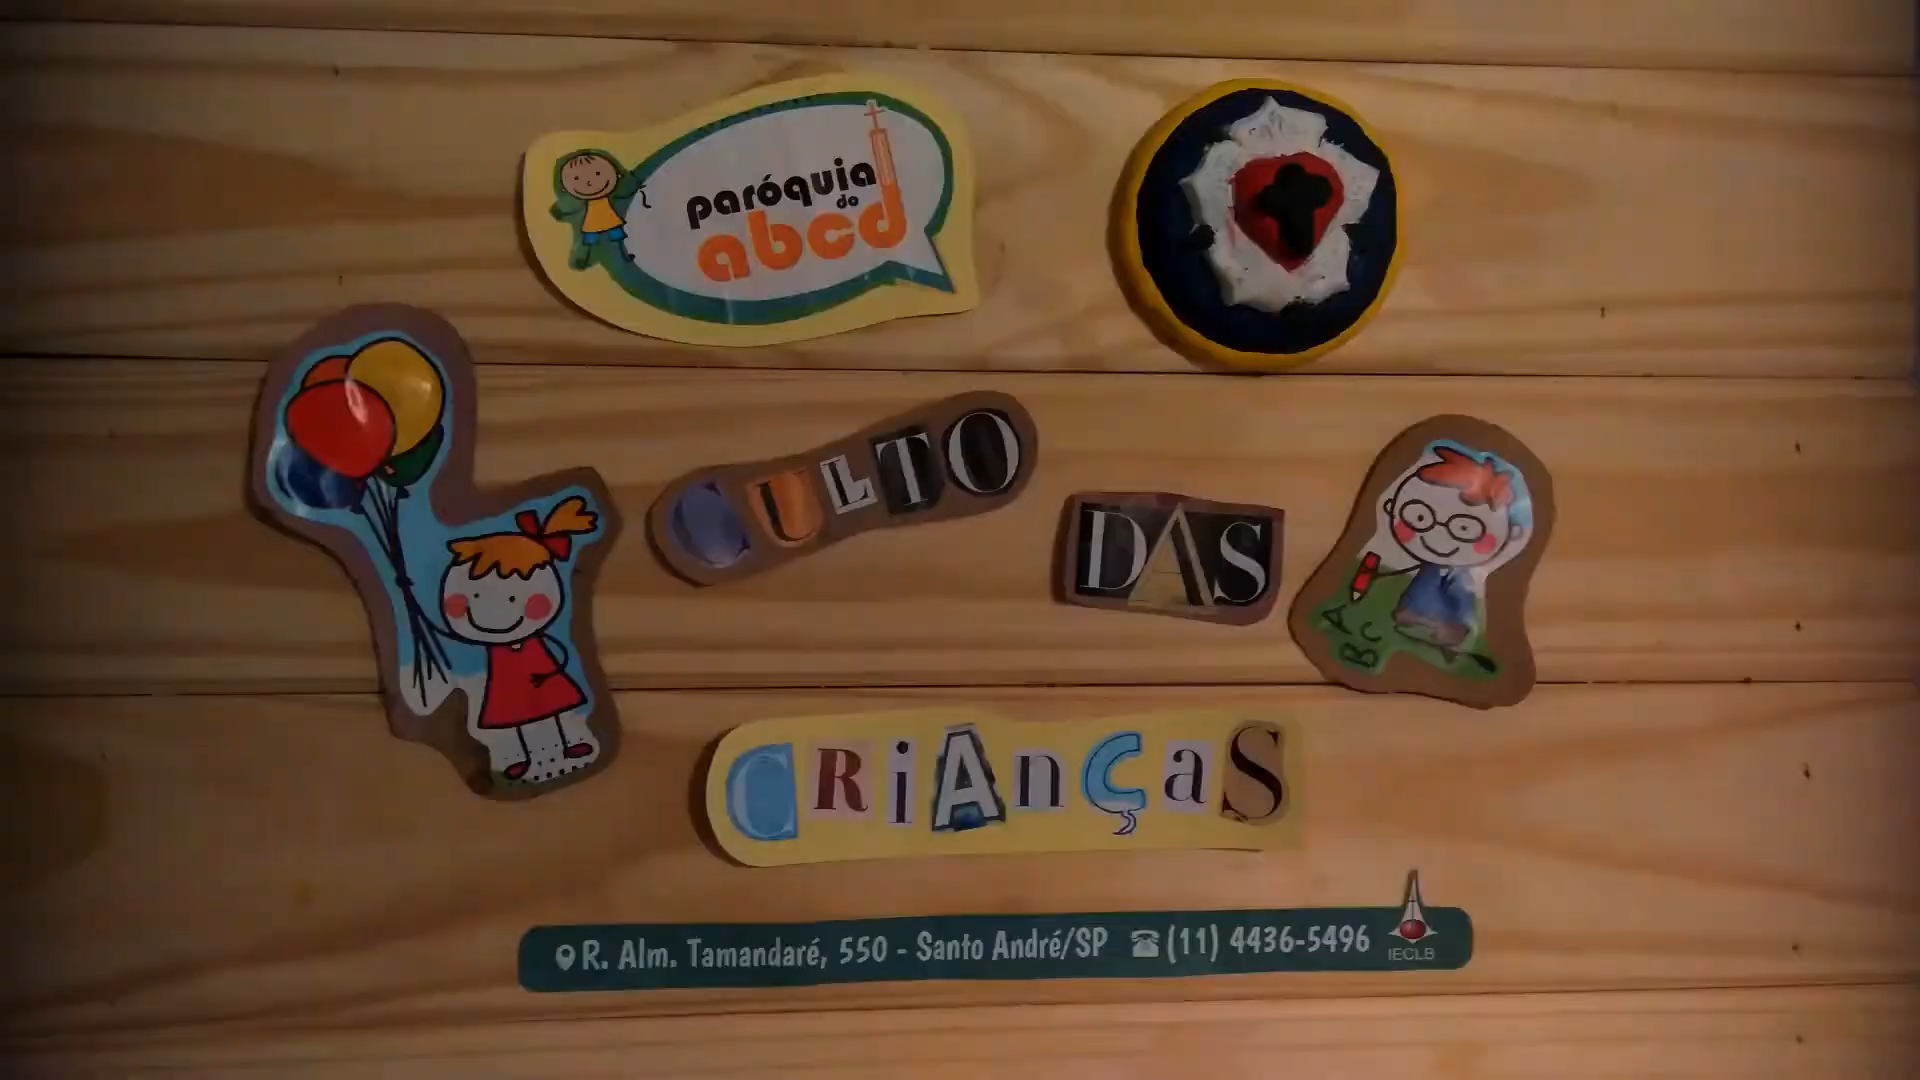 paróquia
do
abcd
CULTO
DAS
A
B c
CRiAnÇaS
R. Alm. Tamandaré, 550 - Santo André/SP ☎ (11) 4436-5496
IECLB